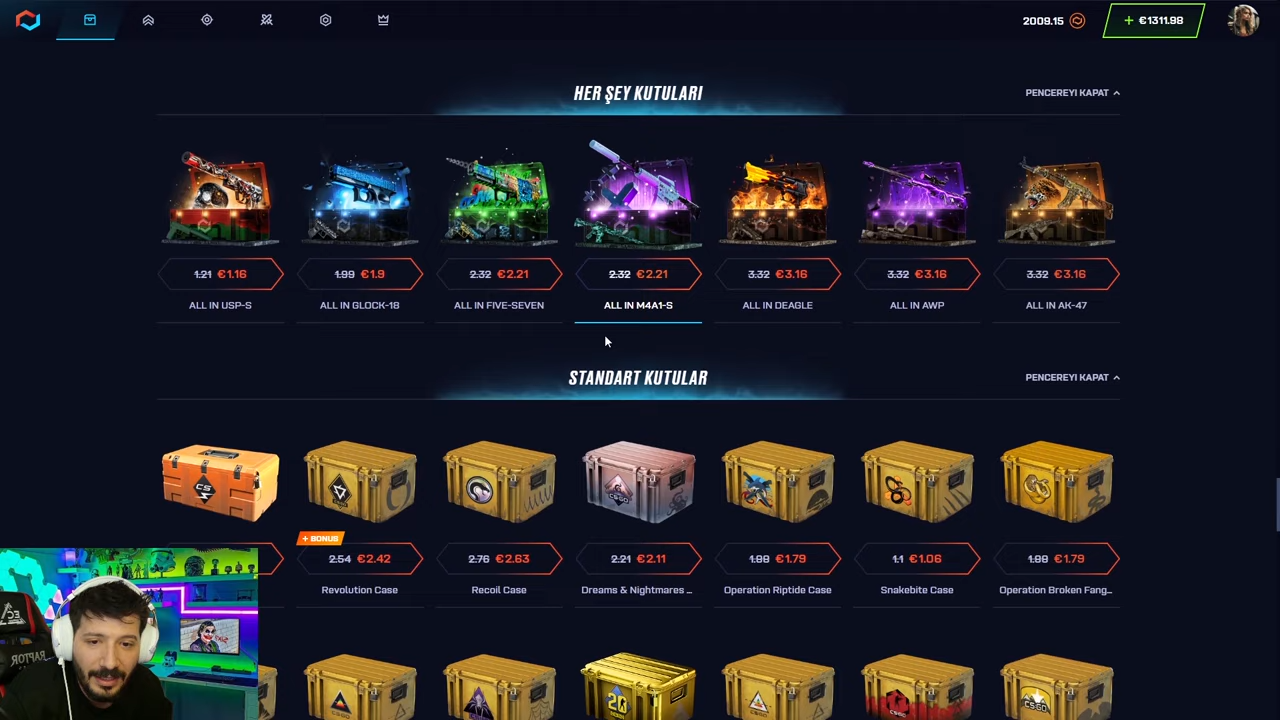 2009.15
+ €1311.98
HER ŞEY KUTULARI
PENCEREYI KAPAT
1.21 €1.16
1.99 €1.9
2.32 €2.21
2.32 €2.21
3.32 €3.16
3.32 €3.16
3.32 €3.16
ALL IN USP-S
ALL IN GLOCK-18
ALL IN FIVE-SEVEN
ALL IN M4A1-S
ALL IN DEAGLE
ALL IN AWP
ALL IN AK-47
STANDART KUTULAR
PENCEREYI KAPAT
+ BONUS
2.54 €2.42
2.76 €2.63
2.21 €2.11
1.88 €1.79
1.1 €1.06
1.88 €1.79
Revolution Case
Recoil Case
Dreams & Nightmares ...
Operation Riptide Case
Snakebite Case
Operation Broken Fang...
RAPTOR